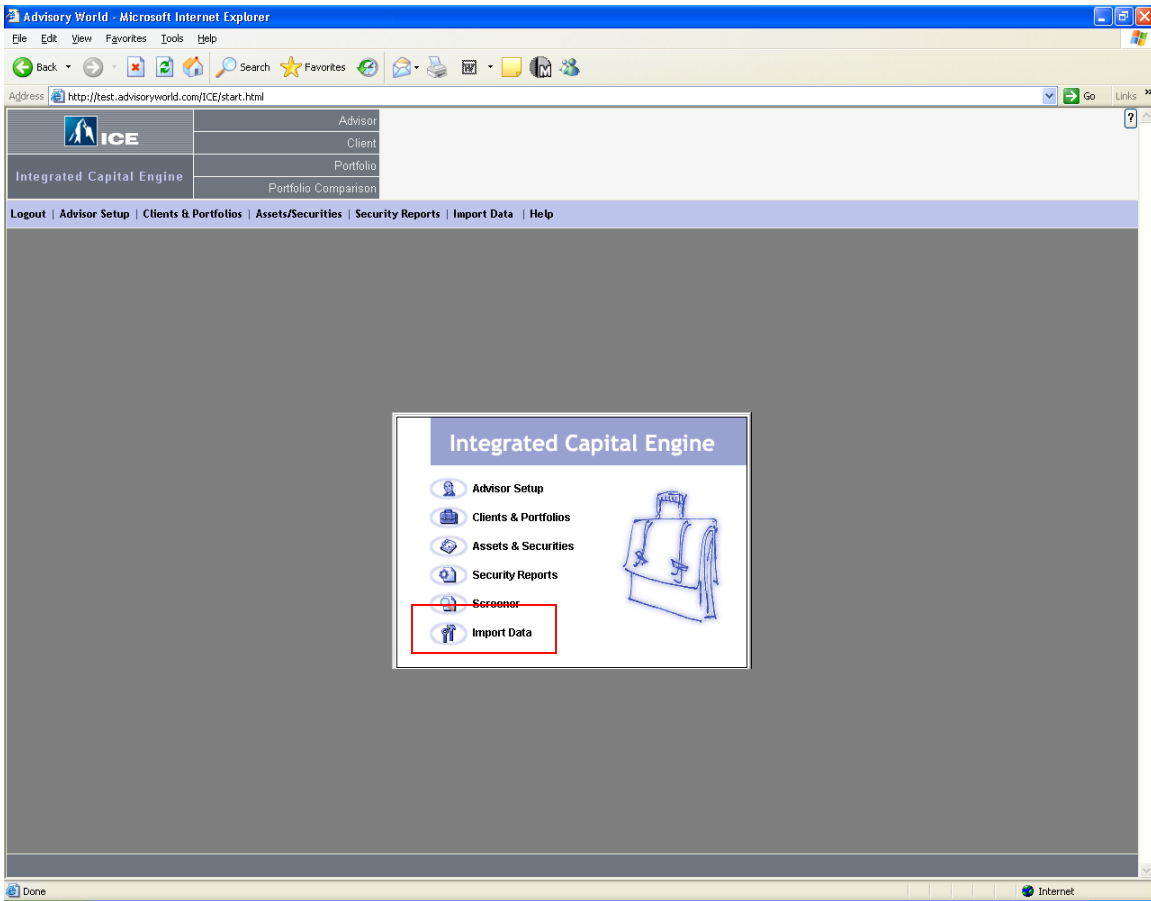 Advisory World - Microsoft Internet Explorer
File Edit View Favorites Tools Help
Back Search Favorites
Address http://test.advisoryworld.com/ICE/start.html Go Links »
ICE
Integrated Capital Engine
Advisor
Client
Portfolio
Portfolio Comparison
?
Logout | Advisor Setup | Clients & Portfolios | Assets/Securities | Security Reports | Import Data | Help
Integrated Capital Engine
Advisor Setup
Clients & Portfolios
Assets & Securities
Security Reports
Screener
Import Data
Done Internet